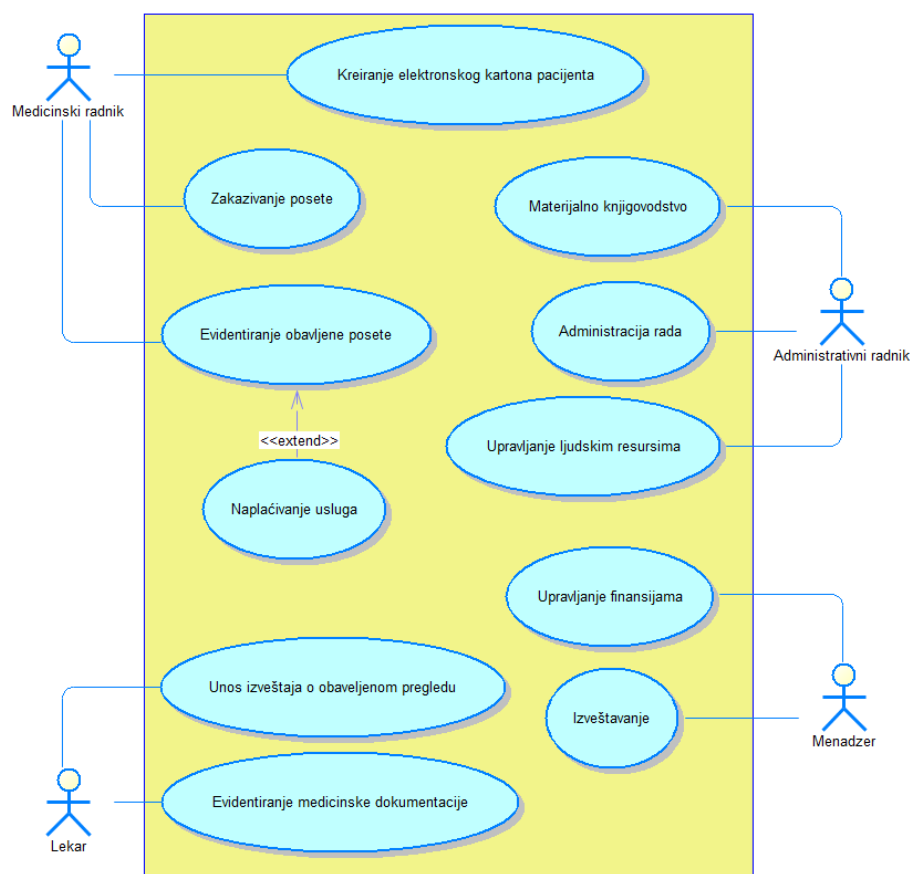 Kreiranje elektronskog kartona pacijenta
Medicinski radnik
Zakazivanje posete
Materijalno knjigovodstvo
Evidentiranje obavljene posete
Administracija rada
Administrativni radnik
<<extend>>
Upravljanje ljudskim resursima
Naplaćivanje usluga
Upravljanje finansijama
Unos izveštaja o obaveljenom pregledu
Izveštavanje
Menadzer
Evidentiranje medicinske dokumentacije
Lekar